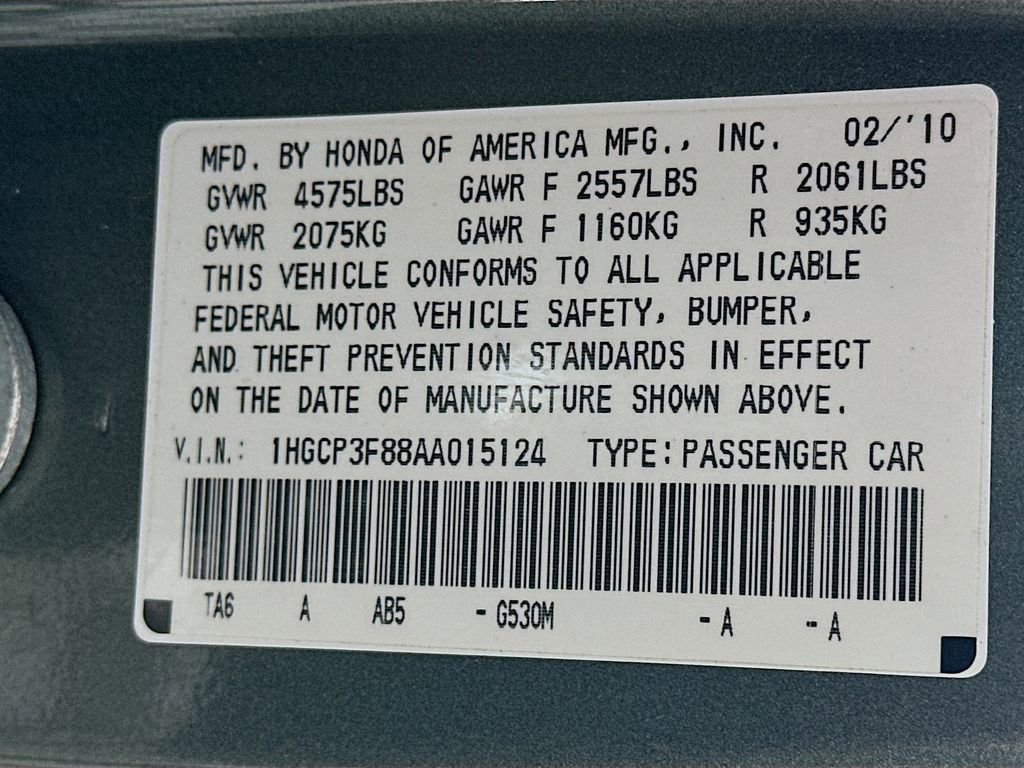 MFD. BY HONDA OF AMERICA MFG., INC. 02/'10
GVWR 4575LBS GAWR F 2557LBS R 2061LBS
GVWR 2075KG GAWR F 1160KG R 935KG
THIS VEHICLE CONFORMS TO ALL APPLICABLE
FEDERAL MOTOR VEHICLE SAFETY, BUMPER,
AND THEFT PREVENTION STANDARDS IN EFFECT
ON THE DATE OF MANUFACTURE SHOWN ABOVE.
V.I.N.: 1HGCP3F88AA015124 TYPE:PASSENGER CAR
TA6 A AB5 - G530M - A - A